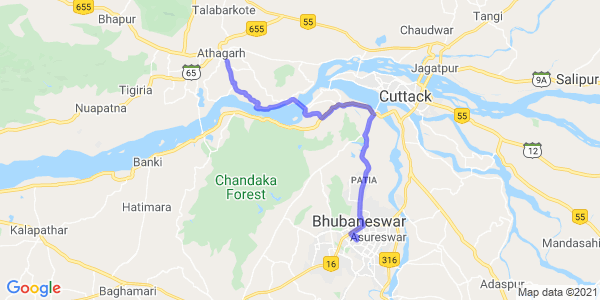 Talabarkote
Tangi
Bhapur
655
655
Chaudwar
Athagarh
65
Jagatpur
9A
Salipur
Tigiria
Cuttack
Nuapatna
55
12
Banki
PATIA
Chandaka
Forest
Hatimara
Bhubaneswar
55
Kalapathar
Asureswar
Mandasahi
16
316
Adaspur
Baghamari
Google
Map data ©2021